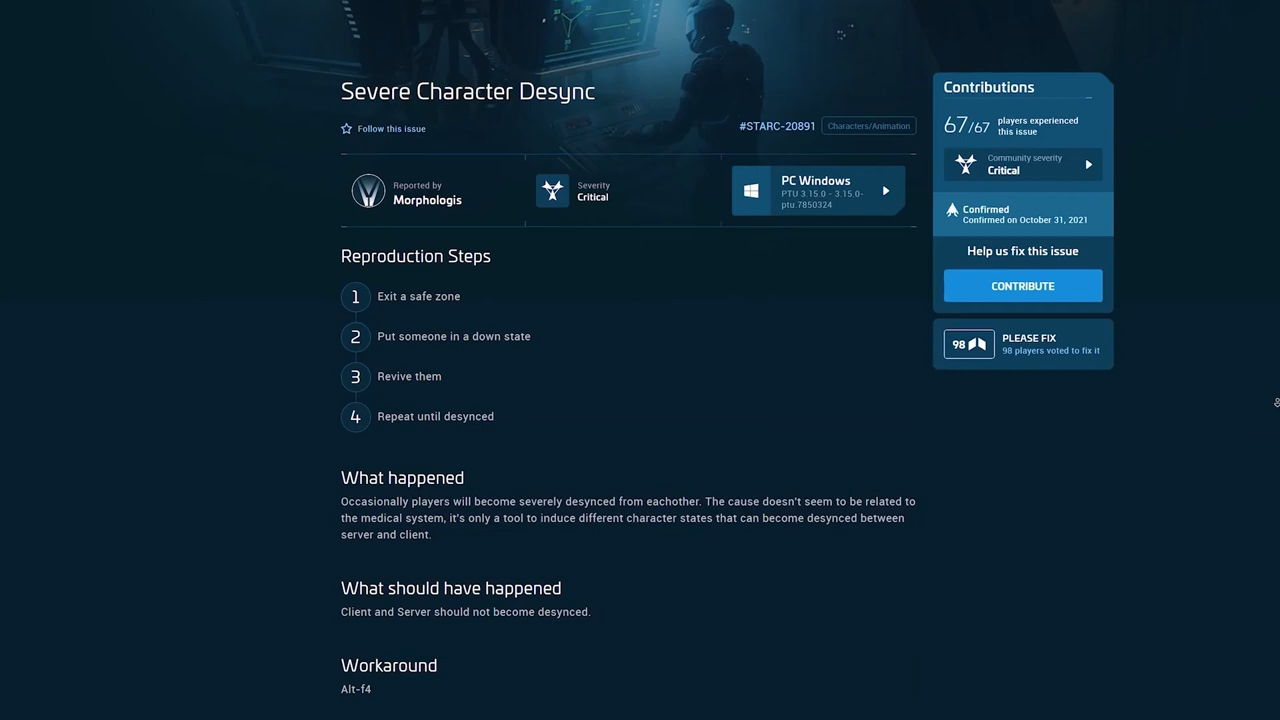 Severe Character Desync
Follow this issue
#STARC-20891
Characters/Animation
Reported by
Morphologis
Severity
Critical
PC Windows
PTU 3.15.0 - 3.15.0-
ptu.7850324
Reproduction Steps
1 Exit a safe zone
2 Put someone in a down state
3 Revive them
4 Repeat until desynced
What happened
Occasionally players will become severely desynced from eachother. The cause doesn't seem to be related to
the medical system, it's only a tool to induce different character states that can become desynced between
server and client.
What should have happened
Client and Server should not become desynced.
Workaround
Alt-f4
Contributions
67/67
players experienced
this issue
Community severity
Critical
Confirmed
Confirmed on October 31, 2021
Help us fix this issue
CONTRIBUTE
98
PLEASE FIX
98 players voted to fix it